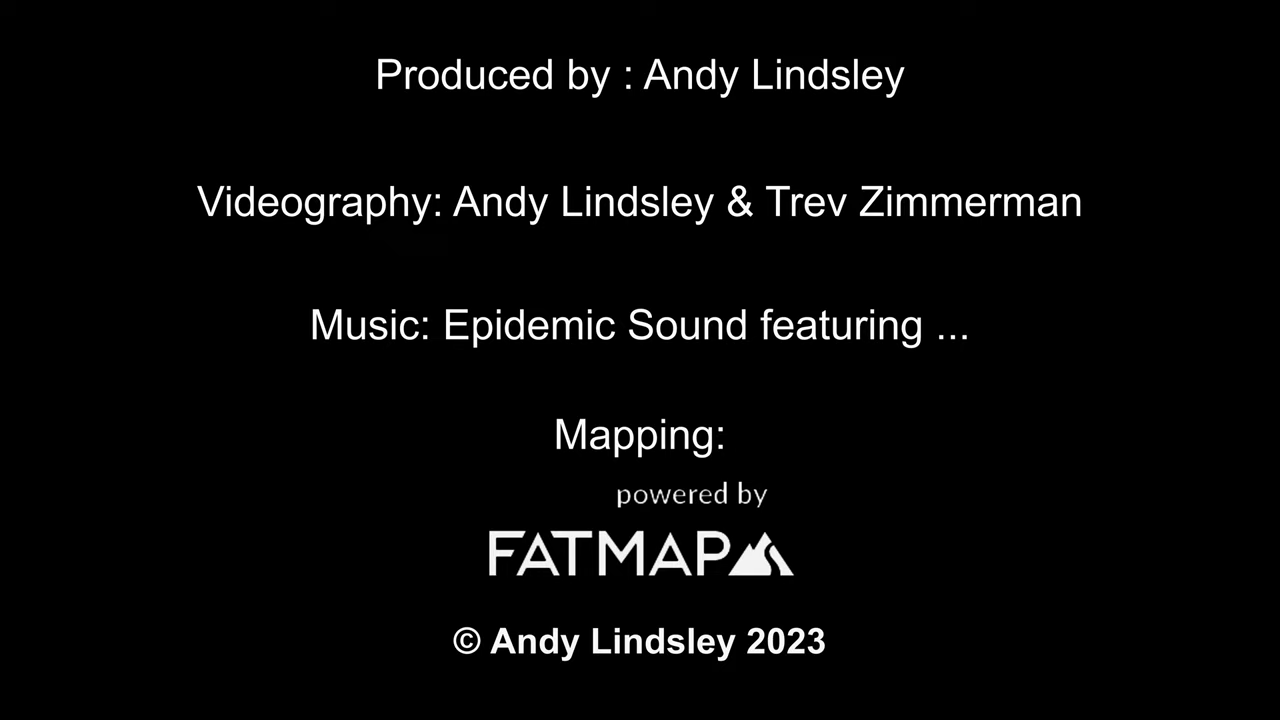 Produced by : Andy Lindsley
Videography: Andy Lindsley & Trev Zimmerman
Music: Epidemic Sound featuring ...
Mapping:
powered by
FATMAP
© Andy Lindsley 2023